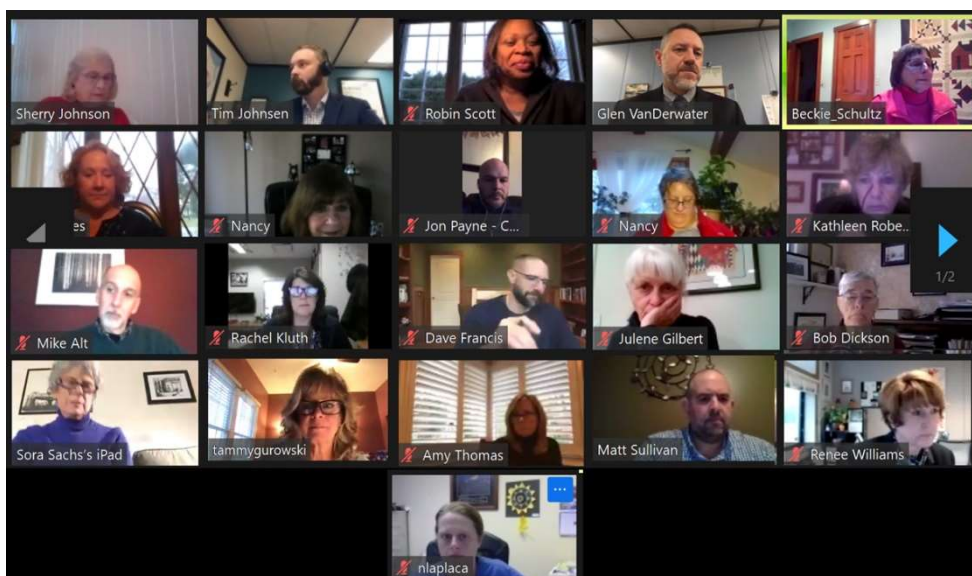 Sherry Johnson
Tim Johnsen
Robin Scott
Glen VanDerwater
Beckie_Schultz
es
Nancy
Jon Payne - C...
Nancy
Kathleen Robe..
1/2
Mike Alt
Rachel Kluth
Dave Francis
Julene Gilbert
Bob Dickson
Sora Sachs's iPad
tammygurowski
Amy Thomas
Matt Sullivan
Renee Williams
nlaplaca